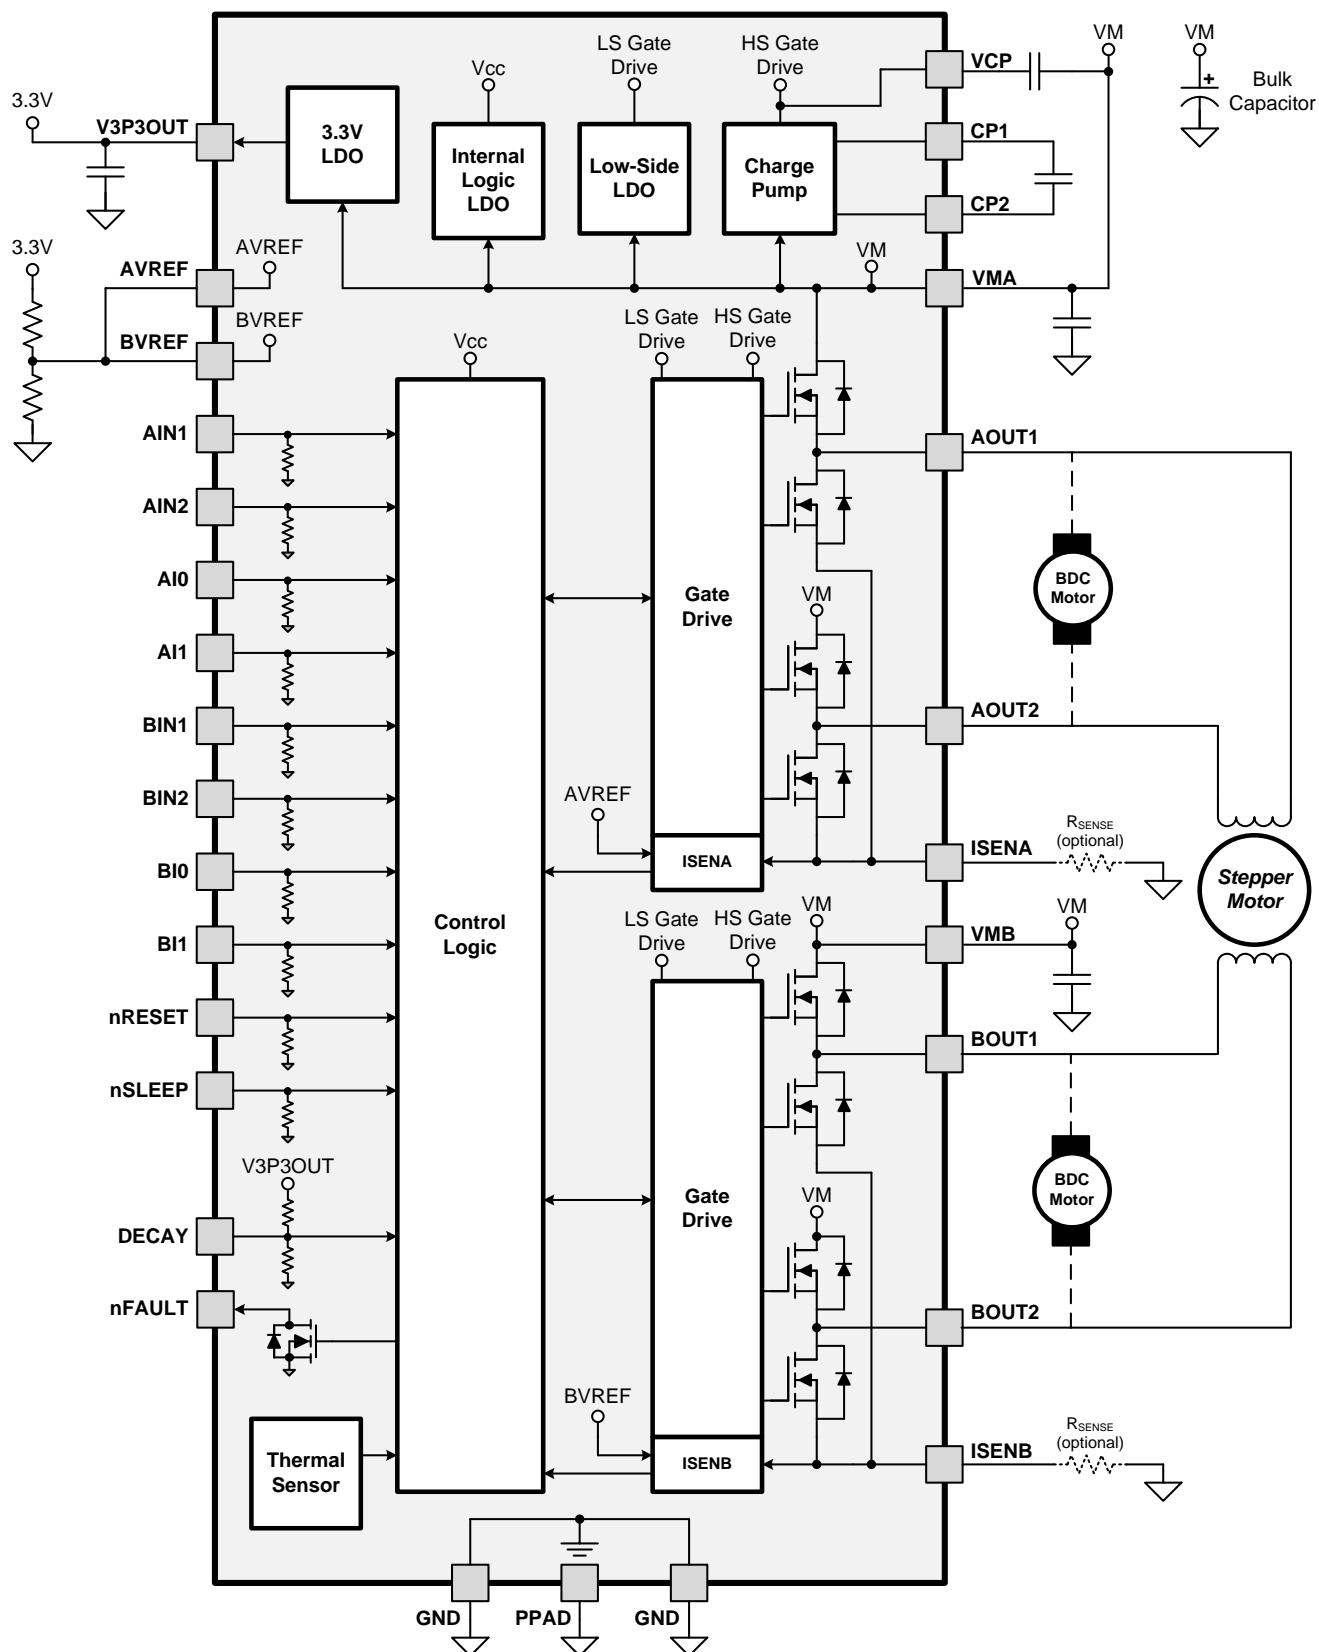 LS Gate
Drive
HS Gate
Drive
Vcc
VCP
VM
VM
+
Bulk
Capacitor
3.3V
V3P3OUT
3.3V
LDO
Internal
Logic
LDO
Low-Side
LDO
Charge
Pump
CP1
CP2
3.3V
AVREF
AVREF
VM
VMA
BVREF
BVREF
Vcc
LS Gate
Drive
HS Gate
Drive
AIN1
AOUT1
AIN2
AI0
BDC
Motor
Gate
Drive
VM
AI1
BIN1
AOUT2
BIN2
AVREF
RSENSE
(optional)
BI0
ISENA
ISENA
Stepper
Motor
Control
Logic
BI1
LS Gate
Drive
HS Gate
Drive
VM
VMB
VM
nRESET
BOUT1
nSLEEP
V3P3OUT
BDC
Motor
Gate
Drive
VM
DECAY
nFAULT
BOUT2
BVREF
RSENSE
(optional)
Thermal
Sensor
ISENB
ISENB
GND
PPAD
GND